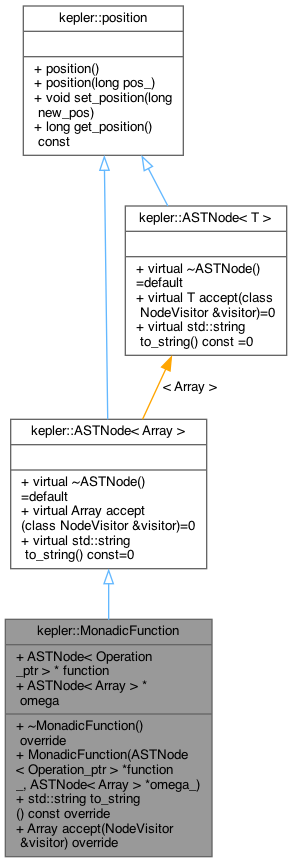 kepler::position
+ position()
+ position(long pos_)
+ void set_position(long
new_pos)
+ long get_position()
const
kepler::ASTNode< T >
+ virtual ~ASTNode()
=default
+ virtual T accept(class
NodeVisitor &visitor)=0
+ virtual std::string
to_string() const =0
< Array >
kepler::ASTNode< Array >
+ virtual ~ASTNode()
=default
+ virtual Array accept
(class NodeVisitor &visitor)=0
+ virtual std::string
to_string() const=0
kepler::MonadicFunction
+ ASTNode< Operation
_ptr > * function
+ ASTNode< Array > *
omega
+ ~MonadicFunction()
override
+ MonadicFunction(ASTNode
< Operation_ptr > *function
_, ASTNode< Array > *omega_)
+ std::string to_string
() const override
+ Array accept(NodeVisitor
&visitor) override